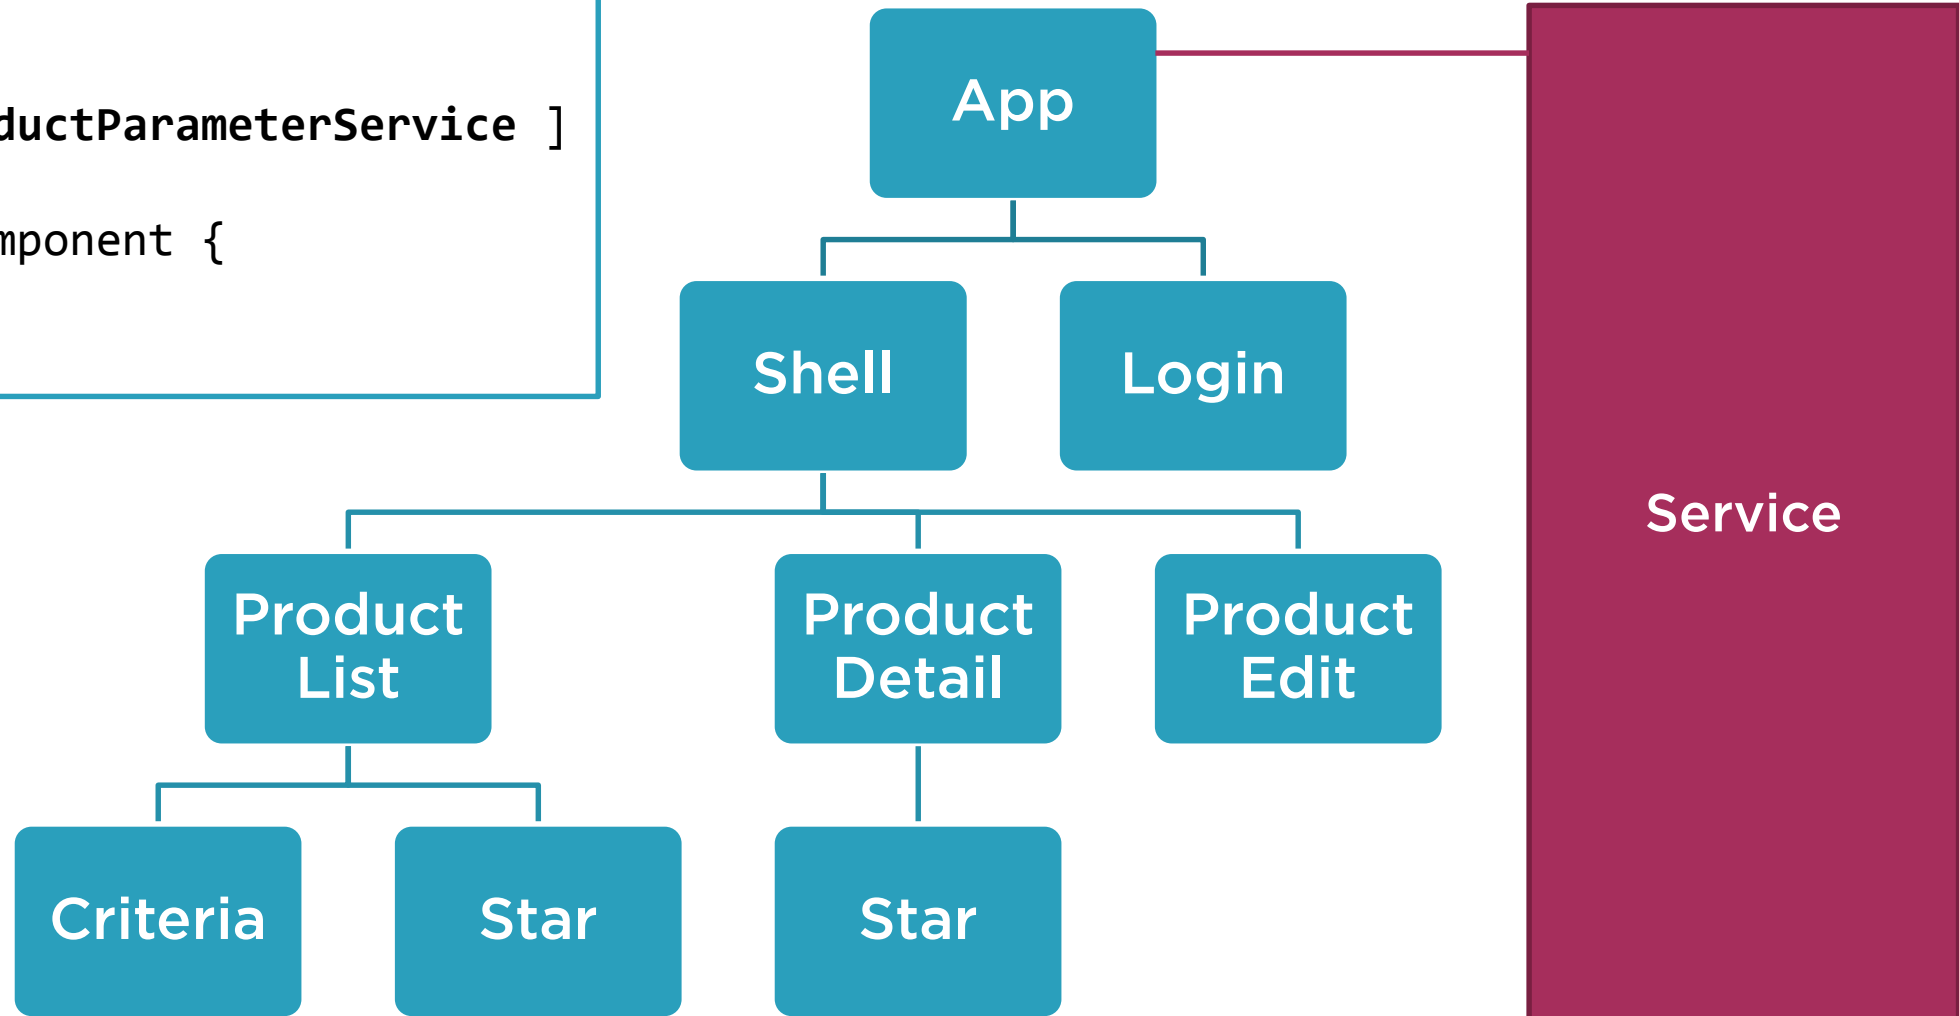 ductParameterService ]
mponent {
App
Shell
Login
Service
Product
List
Product
Detail
Product
Edit
Criteria
Star
Star